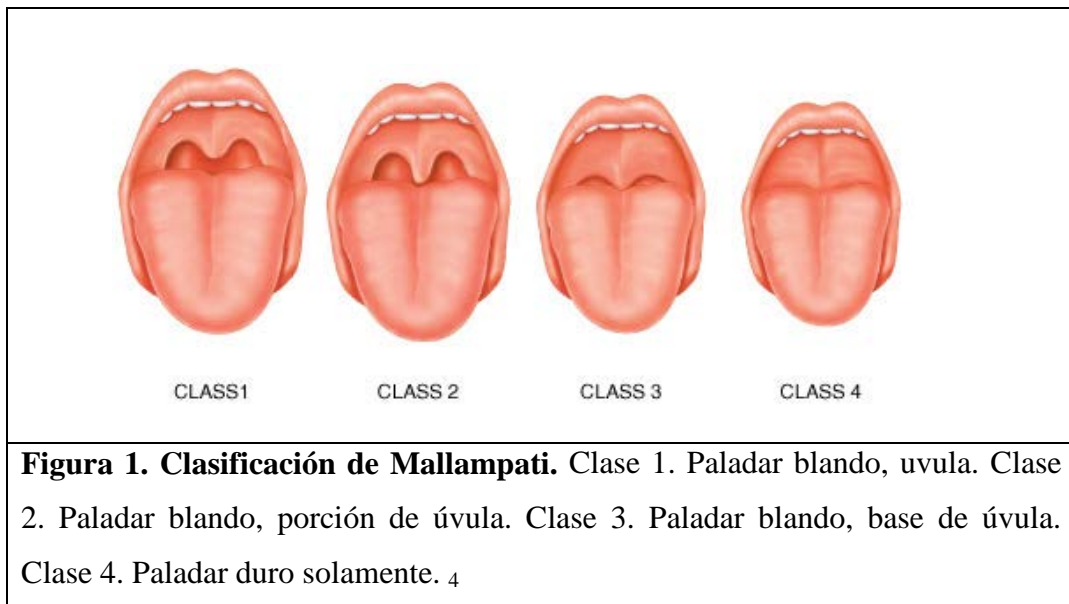 CLASS1 CLASS 2 CLASS 3 CLASS 4
Figura 1. Clasificación de Mallampati. Clase 1. Paladar blando, uvula. Clase
2. Paladar blando, porción de úvula. Clase 3. Paladar blando, base de úvula.
Clase 4. Paladar duro solamente. 4